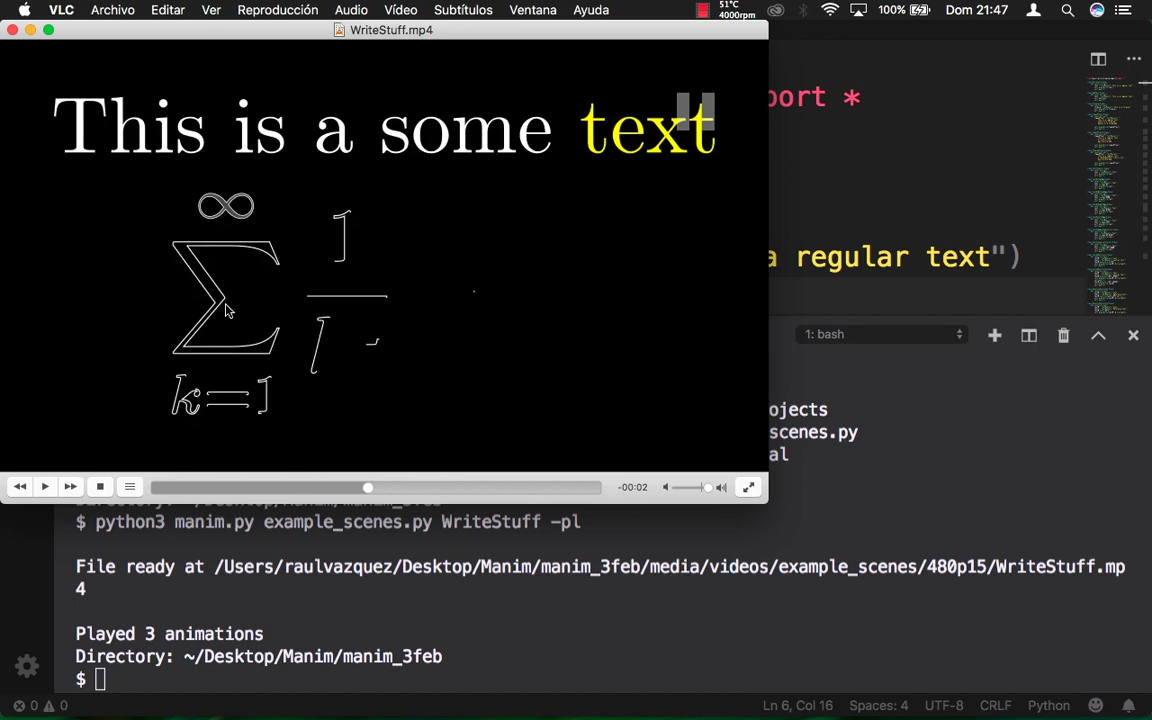 VLC Archivo Editar Ver Reproducción Audio Vídeo Subtítulos Ventana Ayuda 51°C 4000rpm 100% Dom 21:47
WriteStuff.mp4
port *
This is a some text
∞
∑ 1
k=1
a regular text")
1: bash
ojects
scenes.py
al
-00:02
$ python3 manim.py example_scenes.py WriteStuff -pl
File ready at /Users/raulvazquez/Desktop/Manim/manim_3feb/media/videos/example_scenes/480p15/WriteStuff.mp
4
Played 3 animations
Directory: ~/Desktop/Manim/manim_3feb
$
0 0 Ln 6, Col 16 Spaces: 4 UTF-8 CRLF Python